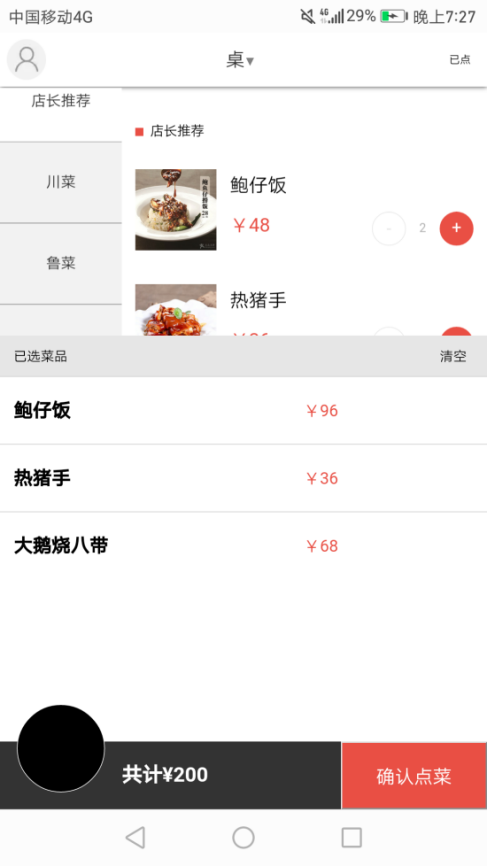 中国移动4G 4G 29% 晚上7:27
桌▾ 已点
店长推荐
川菜
鲁菜
■ 店长推荐
鲍仔饭
￥48
- 2 +
热猪手
已选菜品 清空
鲍仔饭 ￥96
热猪手 ￥36
大鹅烧八带 ￥68
共计¥200 确认点菜